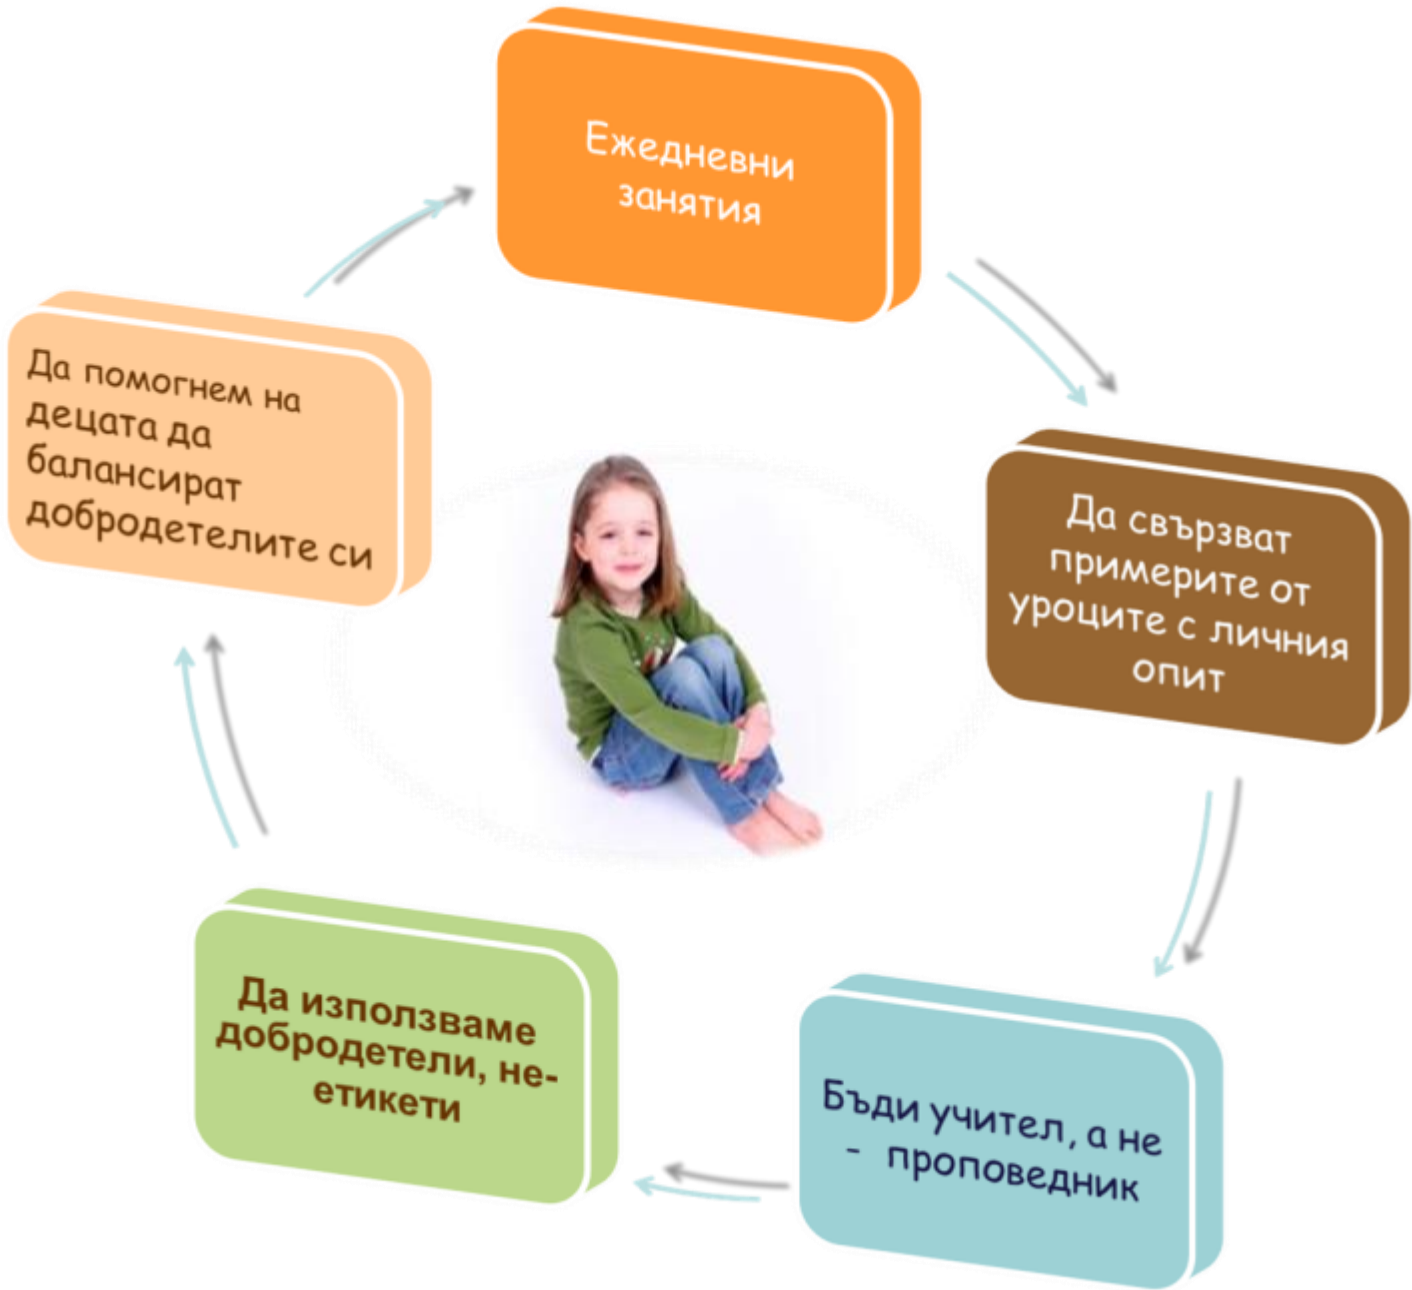 Ежедневни
занятия
Да свързват
примерите от
уроците с личния
опит
Бъди учител, а не
- проповедник
Да използваме
добродетели, не-
етикети
Да помогнем на
децата да
балансират
добродетелите си